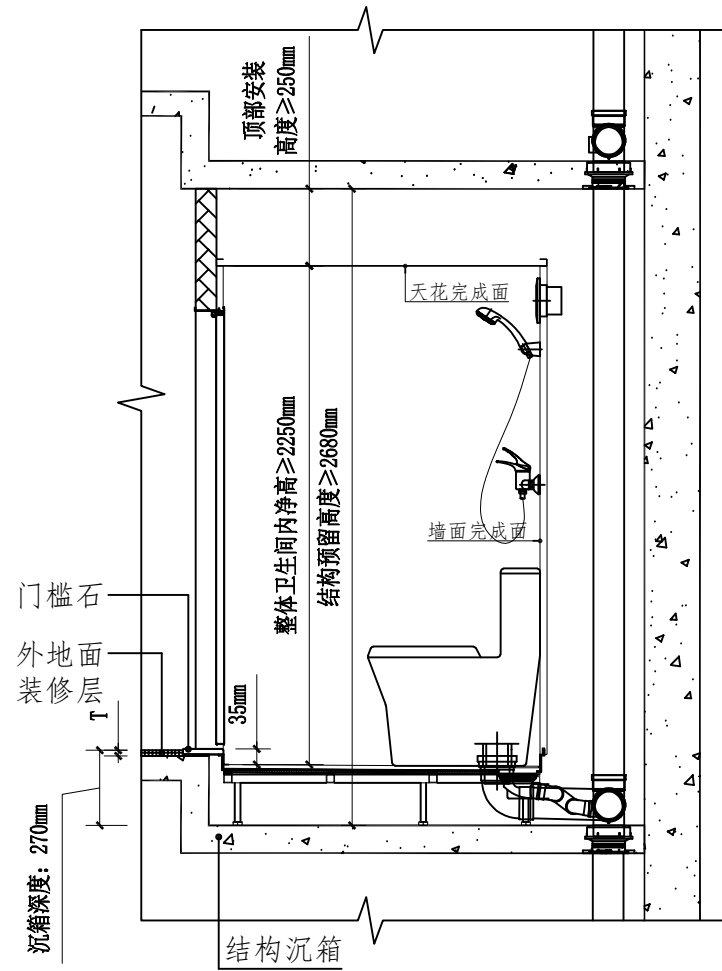 顶部安装
高度≥250mm
天花完成面
整体卫生间内净高≥2250mm
结构预留高度≥2680mm
墙面完成面
门槛石
外地面
装修层
T
35mm
沉箱深度：270mm
结构沉箱